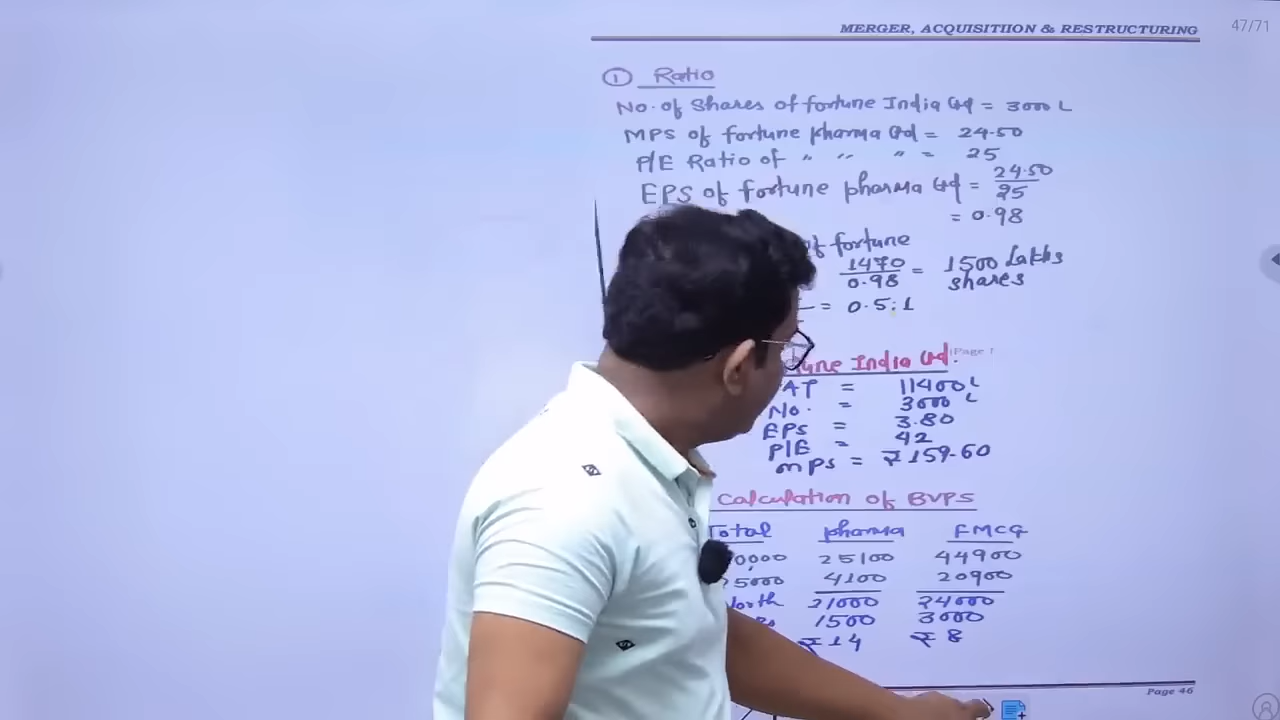 MERGER, ACQUISITIION & RESTRUCTURING
47/71
① Ratio
No. of Shares of fortune India Ltd = 3000 L
MPS of fortune pharma Ltd = 24.50
P/E Ratio of " " " = 25
EPS of fortune pharma Ltd = 24.50 / 25
= 0.98
of fortune
1470 / 0.98 = 1500 Lakhs shares
= 0.5:1
India Ltd.
= 11400 L
No. = 3000 L
EPS = 3.80
P/E = 42
mps = ₹159.60
Calculation of BVPS
Total pharma FMCG
25100 44900
4100 20900
21000 24000
1500 3000
₹14 ₹8
Page 46